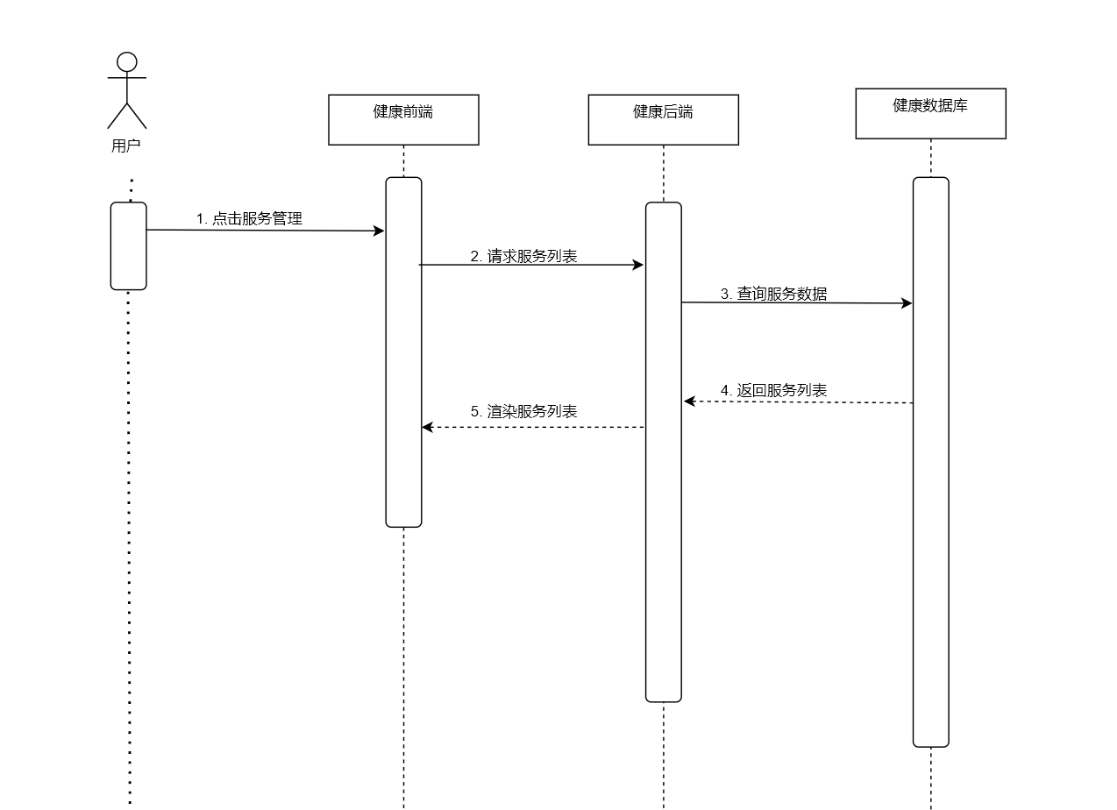 用户
健康前端
健康后端
健康数据库
1. 点击服务管理
2. 请求服务列表
3. 查询服务数据
4. 返回服务列表
5. 渲染服务列表